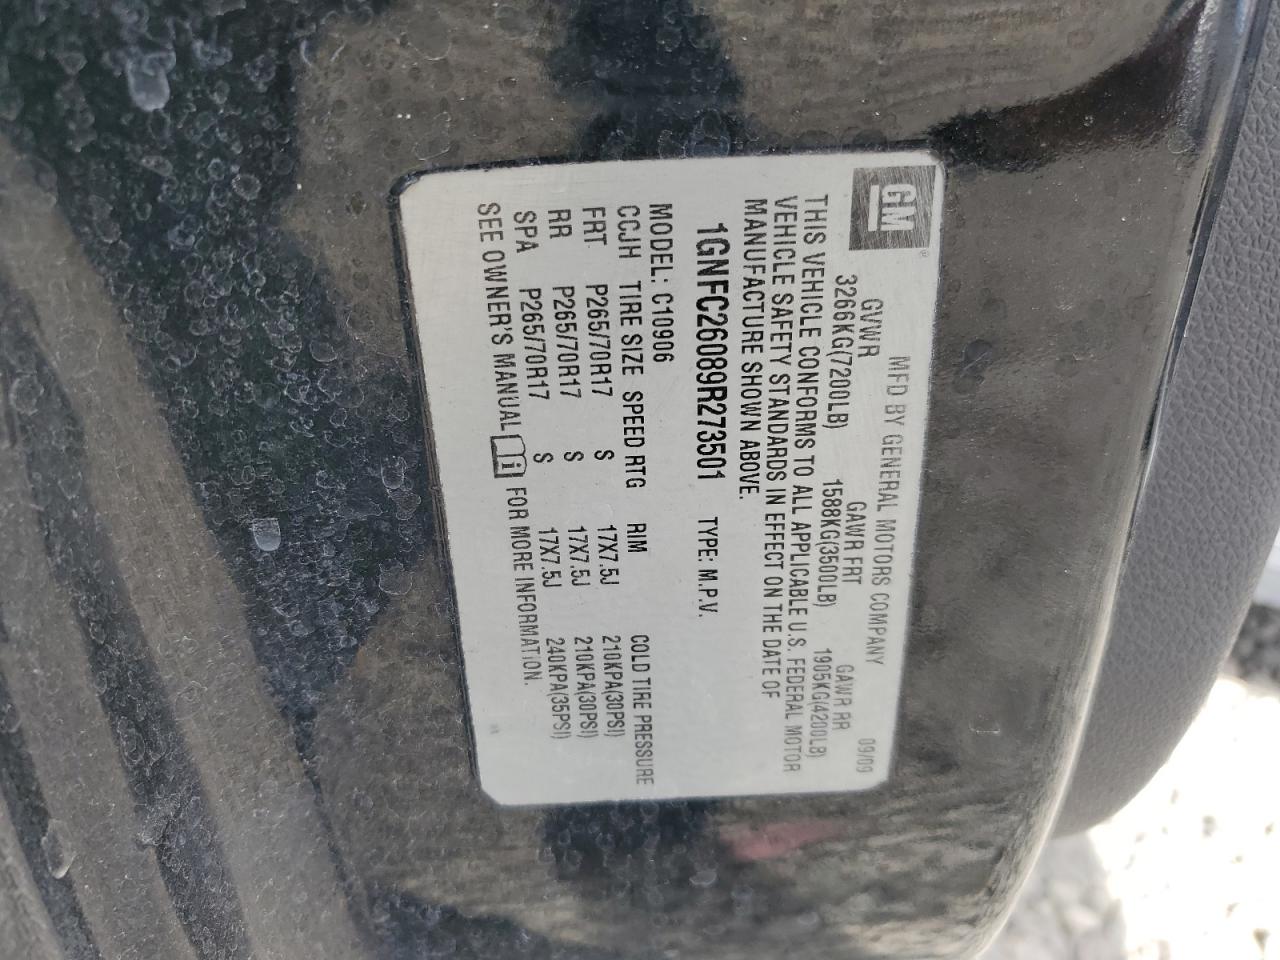 GM
MFD BY GENERAL MOTORS COMPANY 09/09
GVWR GAWR FRT GAWR RR
3266KG(7200LB) 1588KG(3500LB) 1905KG(4200LB)
THIS VEHICLE CONFORMS TO ALL APPLICABLE U.S. FEDERAL MOTOR
VEHICLE SAFETY STANDARDS IN EFFECT ON THE DATE OF
MANUFACTURE SHOWN ABOVE.
1GNFC26089R273501 TYPE: M.P.V.
MODEL: C10906
CCJH TIRE SIZE SPEED RTG RIM COLD TIRE PRESSURE
FRT P265/70R17 S 17X7.5J 210KPA(30PSI)
RR P265/70R17 S 17X7.5J 210KPA(30PSI)
SPA P265/70R17 S 17X7.5J 240KPA(35PSI)
SEE OWNER'S MANUAL FOR MORE INFORMATION.